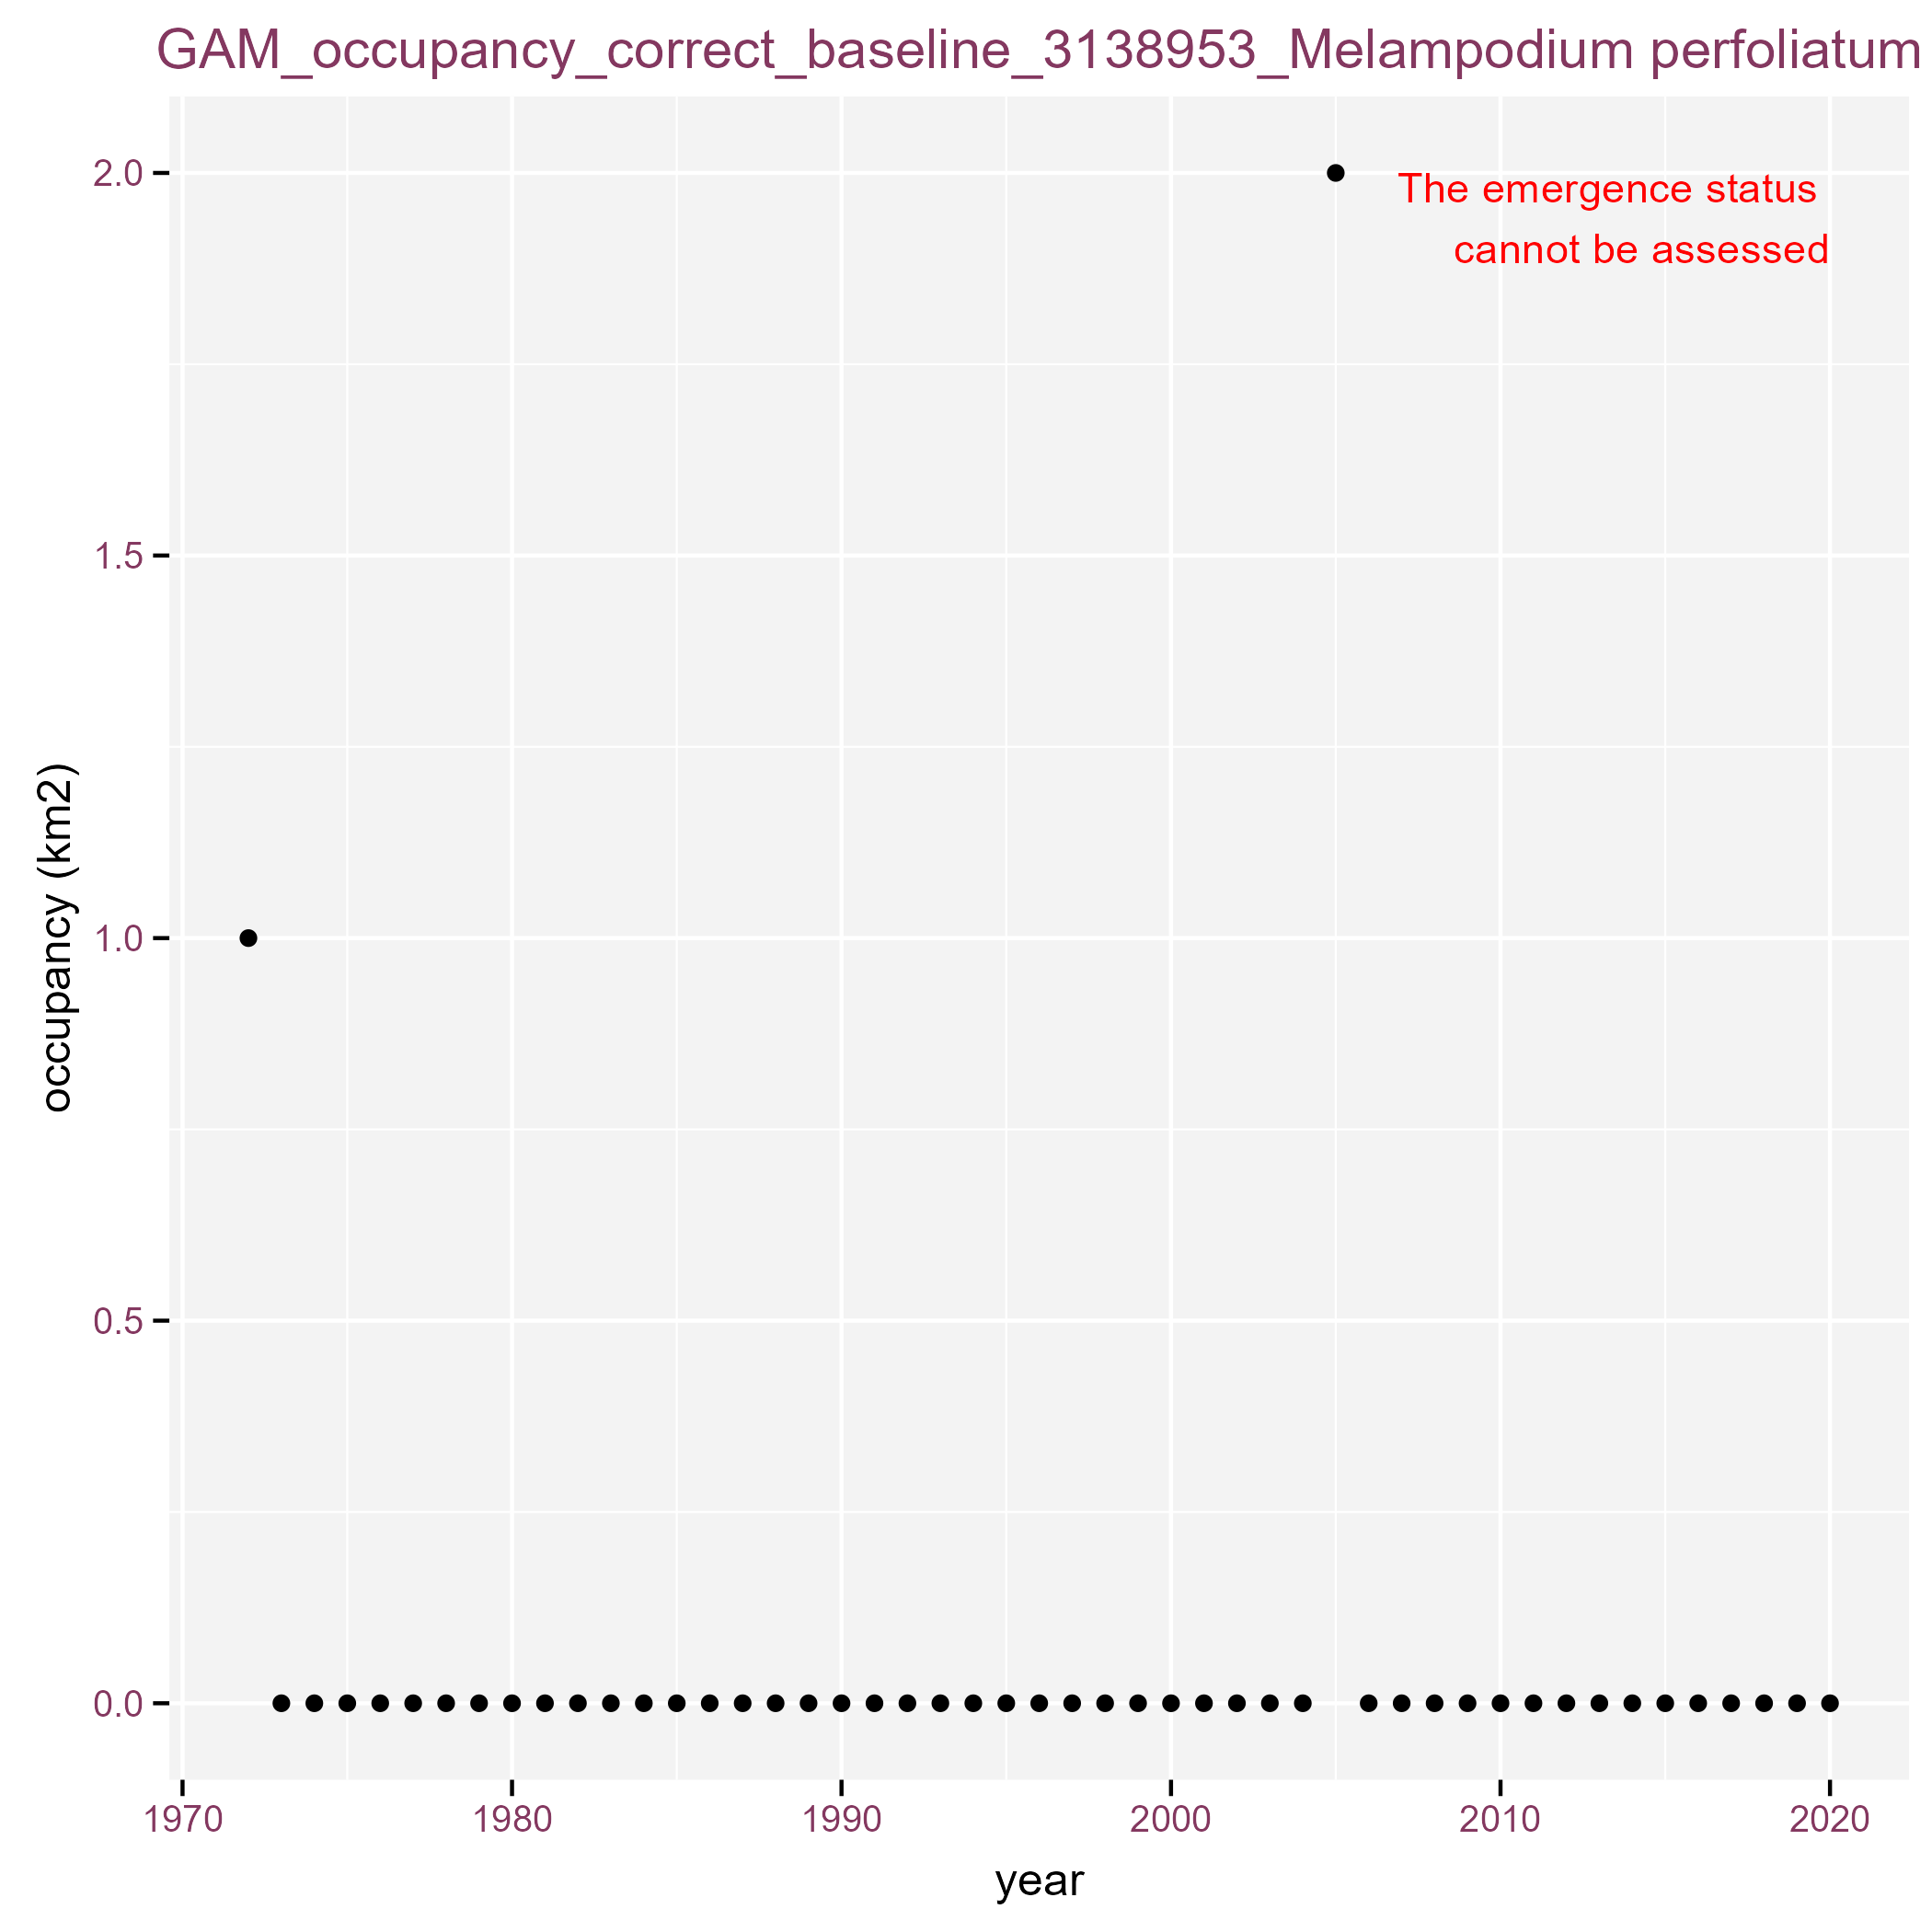 GAM_occupancy_correct_baseline_3138953_Melampodium perfoliatum
2.0
The emergence status
cannot be assessed
1.5
1.0
0.5
0.0
occupancy (km2)
1970 1980 1990 2000 2010 2020
year